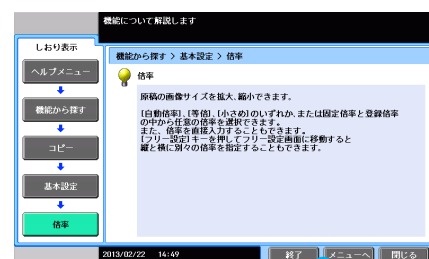 機能について解説します
しおり表示
機能から探す > 基本設定 > 倍率
ヘルプメニュー
倍率
機能から探す
原稿の画像サイズを拡大、縮小できます。
[自動倍率]、[等倍]、[小さめ]のいずれか、または固定倍率と登録倍率
の中から任意の倍率を選択できます。
また、倍率を直接入力することもできます。
[フリー設定]キーを押してフリー設定画面に移動すると
縦と横に別々の倍率を指定することもできます。
コピー
基本設定
倍率
2013/02/22 14:49
終了
メニューへ
閉じる